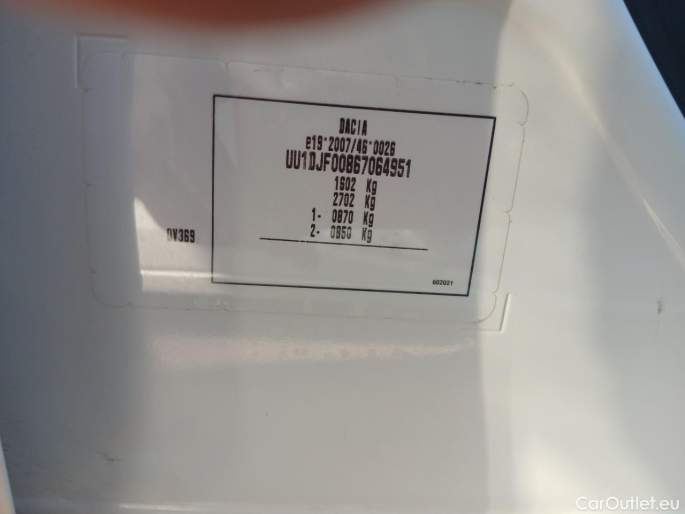 DACIA
e19*2007/46*0026
UU1DJF00867064951
1602 Kg
2702 Kg
1- 0870 Kg
2- 0850 Kg
OV369
602021
CarOutlet.eu